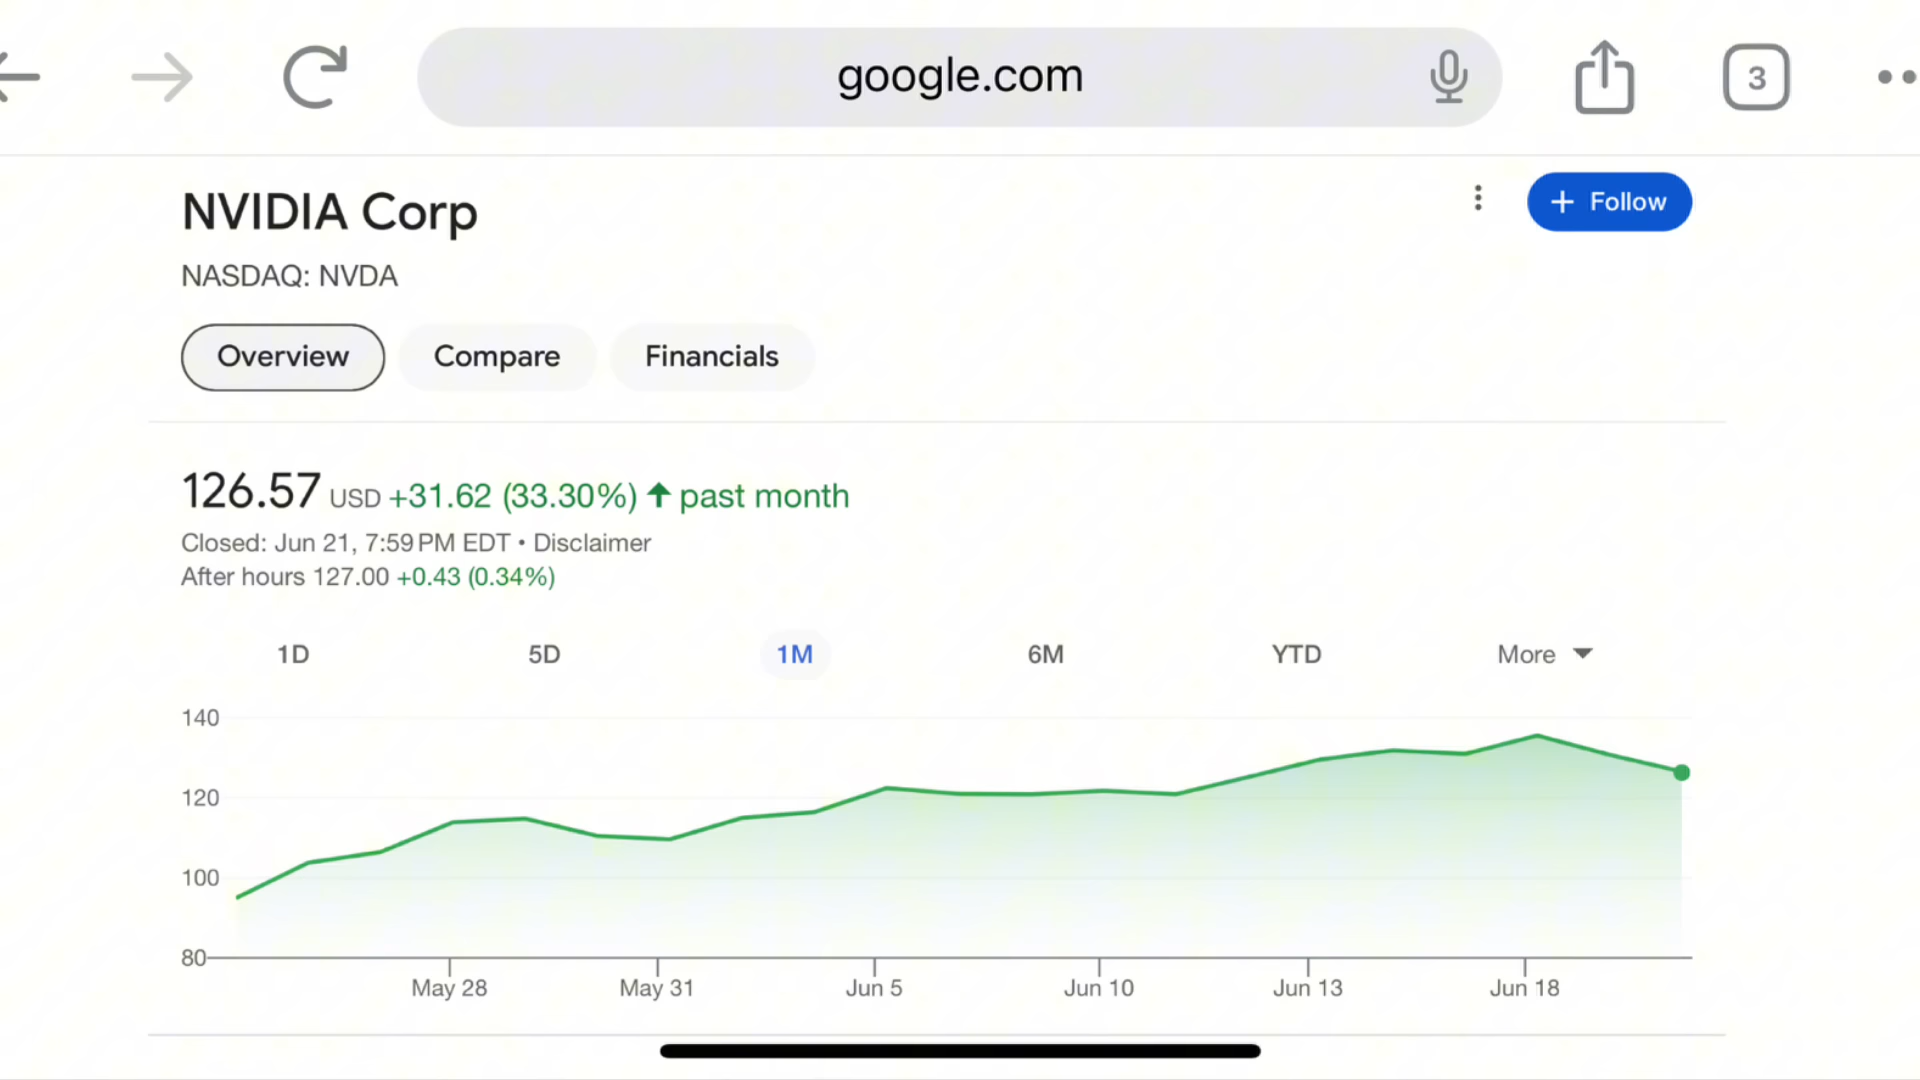 google.com
3
NVIDIA Corp
+ Follow
NASDAQ: NVDA
Overview Compare Financials
126.57 USD +31.62 (33.30%) ↑ past month
Closed: Jun 21, 7:59 PM EDT • Disclaimer
After hours 127.00 +0.43 (0.34%)
1D 5D 1M 6M YTD More
140
120
100
80
May 28 May 31 Jun 5 Jun 10 Jun 13 Jun 18